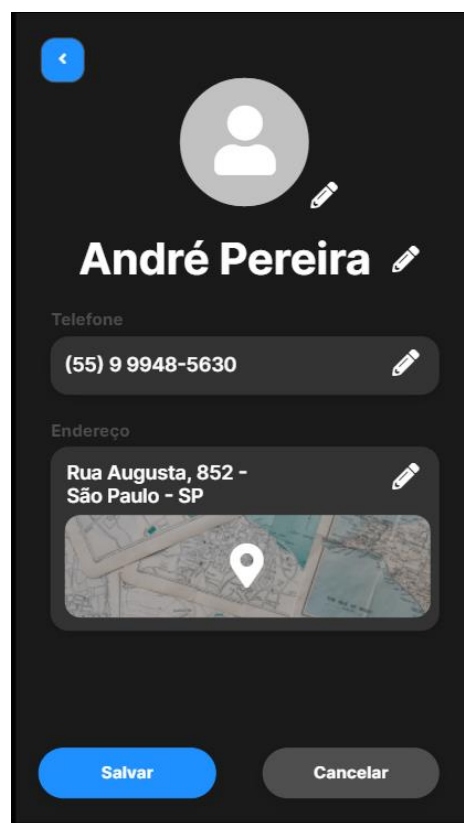 André Pereira
Telefone
(55) 9 9948-5630
Endereço
Rua Augusta, 852 -
São Paulo - SP
Salvar
Cancelar